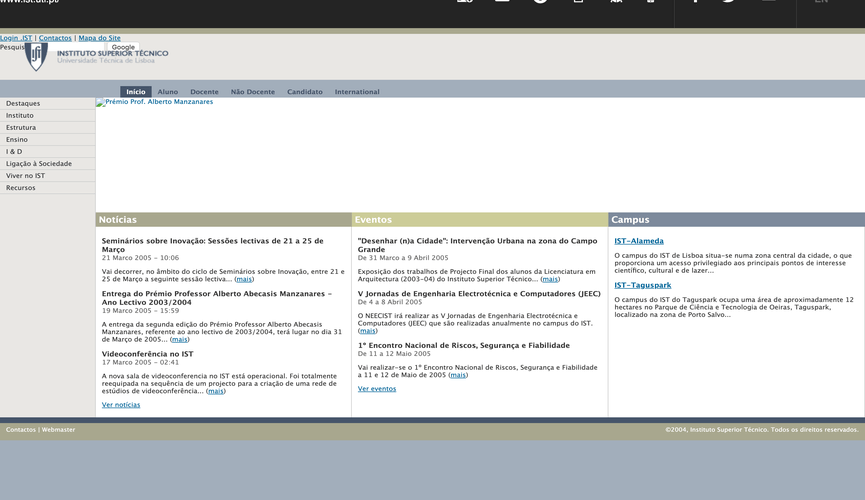 www.ist.utl.pt
EN
Login .IST | Contactos | Mapa do Site
Pesquis
Google
INSTITUTO SUPERIOR TÉCNICO
Universidade Técnica de Lisboa
Início Aluno Docente Não Docente Candidato International
Destaques
Instituto
Estrutura
Ensino
I & D
Ligação à Sociedade
Viver no IST
Recursos
Prémio Prof. Alberto Manzanares
Notícias
Seminários sobre Inovação: Sessões lectivas de 21 a 25 de
Março
21 Março 2005 - 10:06
Vai decorrer, no âmbito do ciclo de Seminários sobre Inovação, entre 21 e
25 de Março a seguinte sessão lectiva... (mais)
Entrega do Prémio Professor Alberto Abecasis Manzanares -
Ano Lectivo 2003/2004
19 Março 2005 - 15:59
A entrega da segunda edição do Prémio Professor Alberto Abecasis
Manzanares, referente ao ano lectivo de 2003/2004, terá lugar no dia 31
de Março de 2005... (mais)
Videoconferência no IST
17 Março 2005 - 02:41
A nova sala de videoconferencia no IST está operacional. Foi totalmente
reequipada na sequência de um projecto para a criação de uma rede de
estúdios de videoconferência... (mais)
Ver notícias
Eventos
"Desenhar (n)a Cidade": Intervenção Urbana na zona do Campo
Grande
De 31 Março a 9 Abril 2005
Exposição dos trabalhos de Projecto Final dos alunos da Licenciatura em
Arquitectura (2003-04) do Instituto Superior Técnico... (mais)
V Jornadas de Engenharia Electrotécnica e Computadores (JEEC)
De 4 a 8 Abril 2005
O NEECIST irá realizar as V Jornadas de Engenharia Electrotécnica e
Computadores (JEEC) que são realizadas anualmente no campus do IST.
(mais)
1º Encontro Nacional de Riscos, Segurança e Fiabilidade
De 11 a 12 Maio 2005
Vai realizar-se o 1º Encontro Nacional de Riscos, Segurança e Fiabilidade
a 11 e 12 de Maio de 2005 (mais)
Ver eventos
Campus
IST-Alameda
O campus do IST de Lisboa situa-se numa zona central da cidade, o que
proporciona um acesso privilegiado aos principais pontos de interesse
científico, cultural e de lazer...
IST-Taguspark
O campus do IST do Taguspark ocupa uma área de aproximadamente 12
hectares no Parque de Ciência e Tecnologia de Oeiras, Taguspark,
localizado na zona de Porto Salvo...
Contactos | Webmaster
©2004, Instituto Superior Técnico. Todos os direitos reservados.